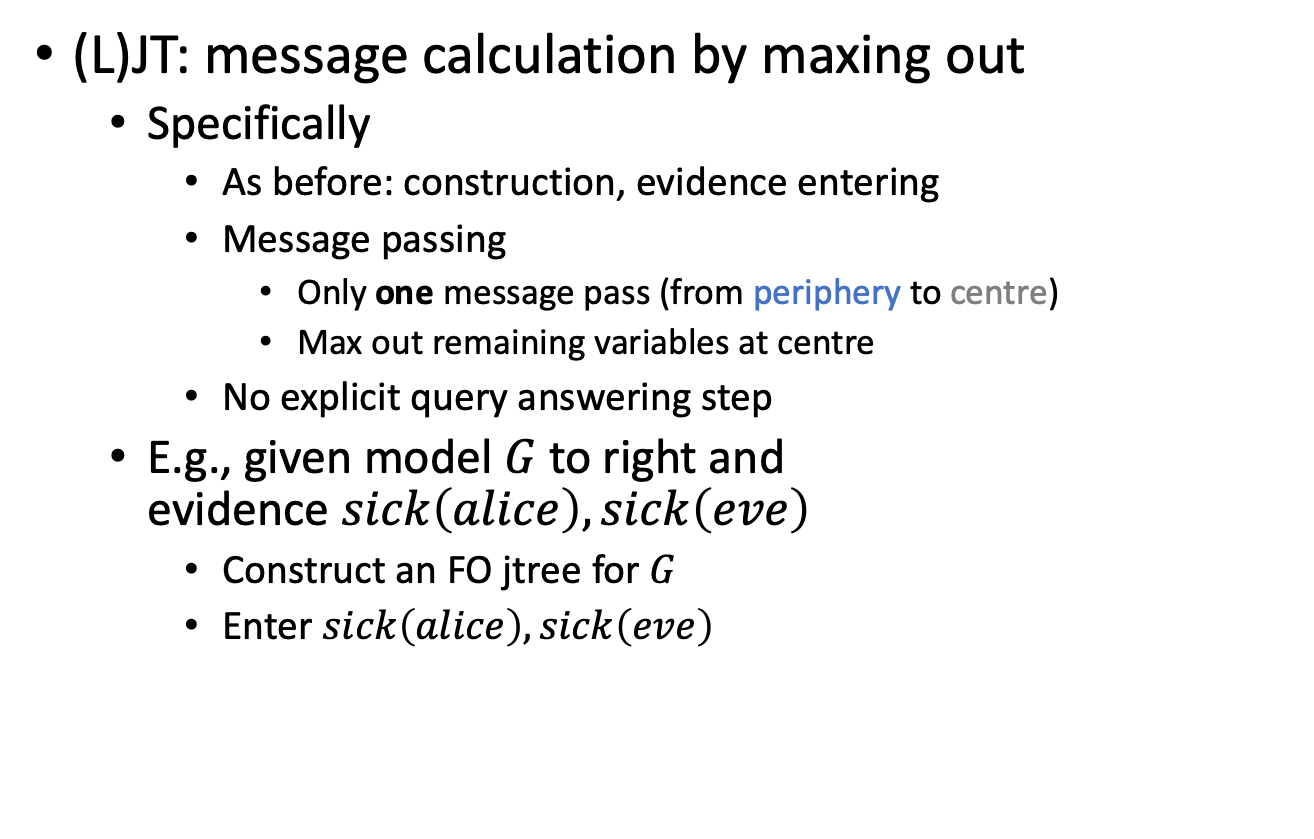 • (L)JT: message calculation by maxing out
• Specifically
• As before: construction, evidence entering
• Message passing
• Only one message pass (from periphery to centre)
• Max out remaining variables at centre
• No explicit query answering step
• E.g., given model G to right and
evidence sick(alice), sick(eve)
• Construct an FO jtree for G
• Enter sick(alice), sick(eve)